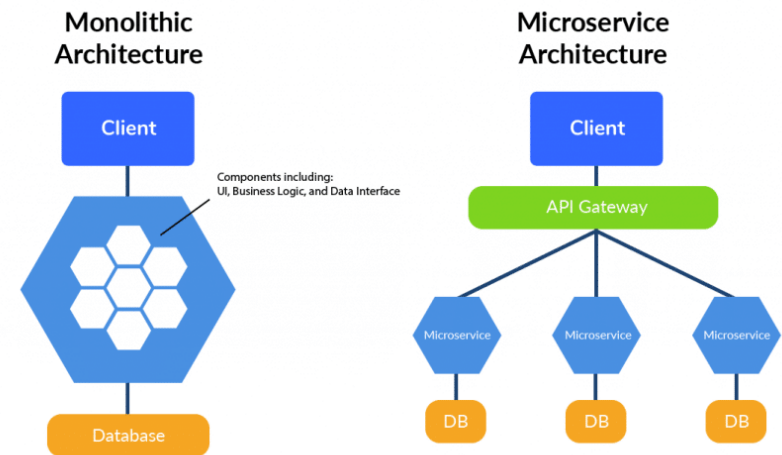 Monolithic
Architecture
Client
Components including:
UI, Business Logic, and Data Interface
Database
Microservice
Architecture
Client
API Gateway
Microservice
Microservice
Microservice
DB
DB
DB